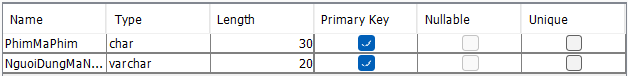 Name Type Length Primary Key Nullable Unique
PhimMaPhim char 30
NguoiDungMaN... varchar 20